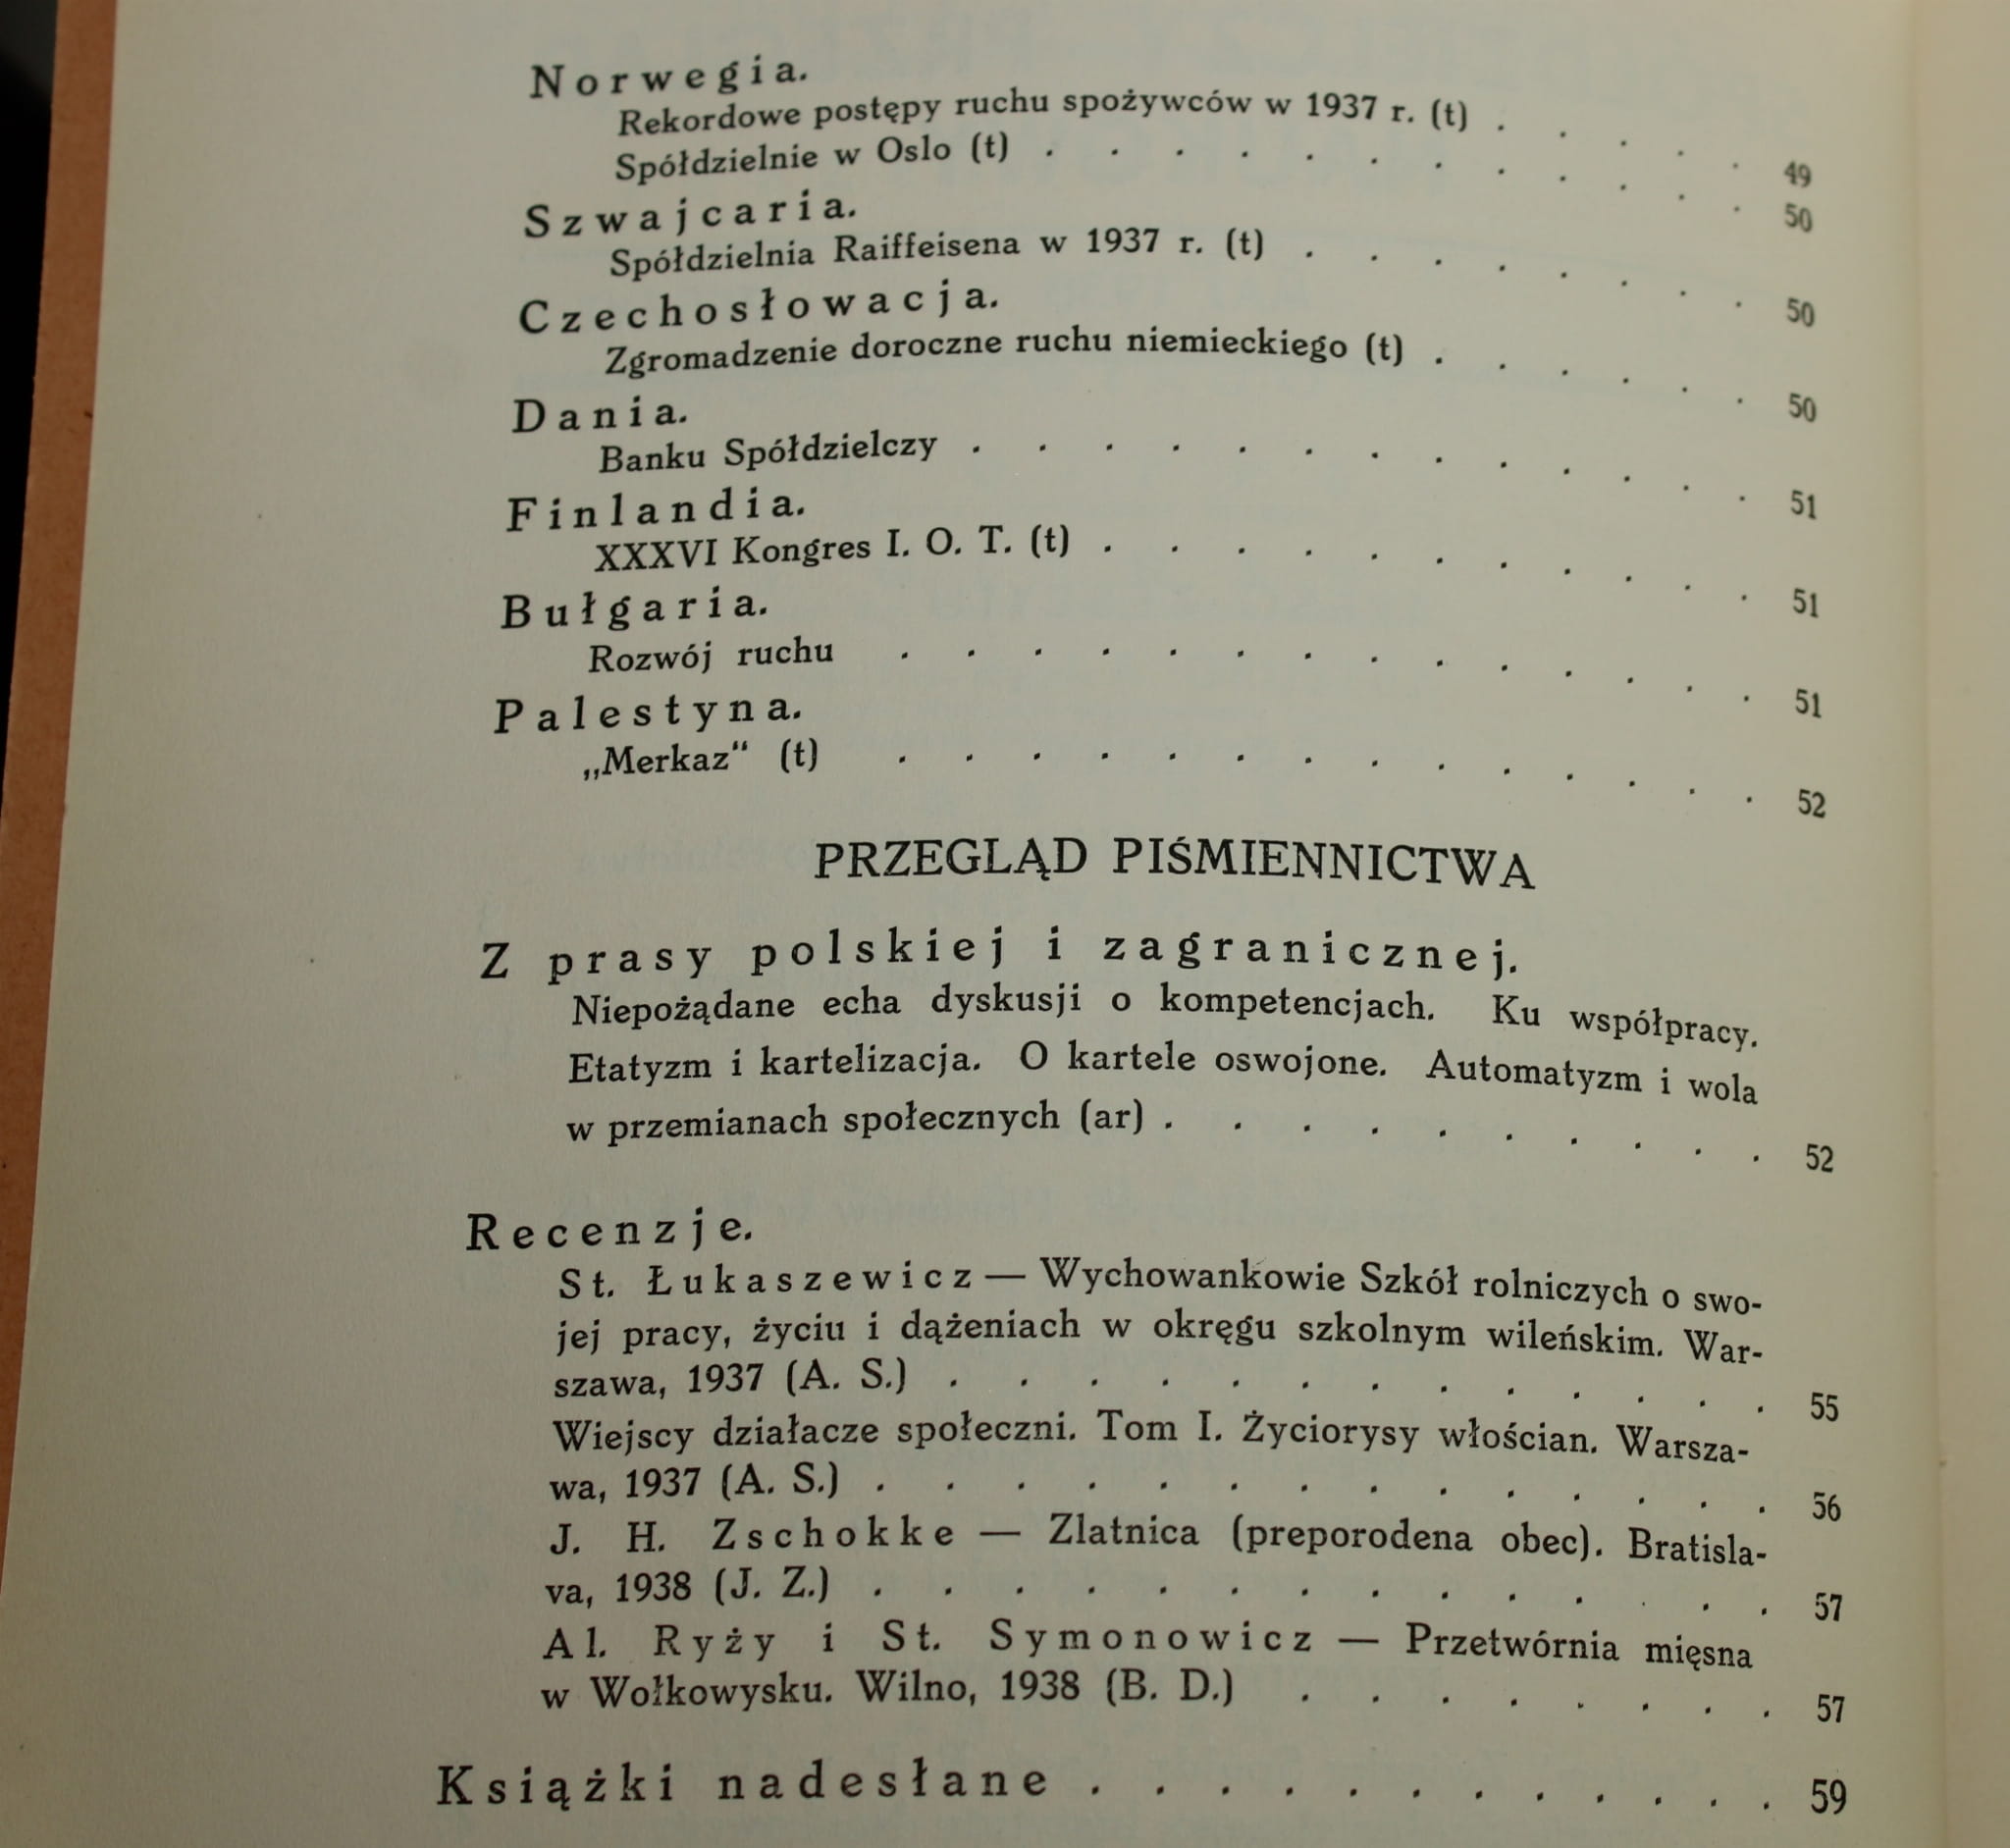 Norwegia.
Rekordowe postępy ruchu spożywców w 1937 r. (t) . . . . . 49
Spółdzielnie w Oslo (t) . . . . . . . . . . . . 50
Szwajcaria.
Spółdzielnia Raiffeisena w 1937 r. (t) . . . . . . . . 50
Czechosłowacja.
Zgromadzenie doroczne ruchu niemieckiego (t) . . . . . . 50
Dania.
Banku Spółdzielczy . . . . . . . . . . . . . 51
Finlandia.
XXXVI Kongres I. O. T. (t) . . . . . . . . . . . 51
Bułgaria.
Rozwój ruchu . . . . . . . . . . . . . . 51
Palestyna.
„Merkaz“ (t) . . . . . . . . . . . . . . 52
PRZEGLĄD PIŚMIENNICTWA
Z prasy polskiej i zagranicznej.
Niepożądane echa dyskusji o kompetencjach. Ku współpracy.
Etatyzm i kartelizacja. O kartele oswojone. Automatyzm i wola
w przemianach społecznych (ar) . . . . . . . . . . 52
Recenzje.
St. Łukaszewicz — Wychowankowie Szkół rolniczych o swo-
jej pracy, życiu i dążeniach w okręgu szkolnym wileńskim. War-
szawa, 1937 (A. S.) . . . . . . . . . . . . . 55
Wiejscy działacze społeczni. Tom I. Życiorysy włościan. Warsza-
wa, 1937 (A. S.) . . . . . . . . . . . . . . 56
J. H. Zschokke — Zlatnica (preporodena obec). Bratisla-
va, 1938 (J. Z.) . . . . . . . . . . . . . . 57
Al. Ryży i St. Symonowicz — Przetwórnia mięsna
w Wołkowysku. Wilno, 1938 (B. D.) . . . . . . . . 57
Książki nadesłane . . . . . . . . . . . . 59